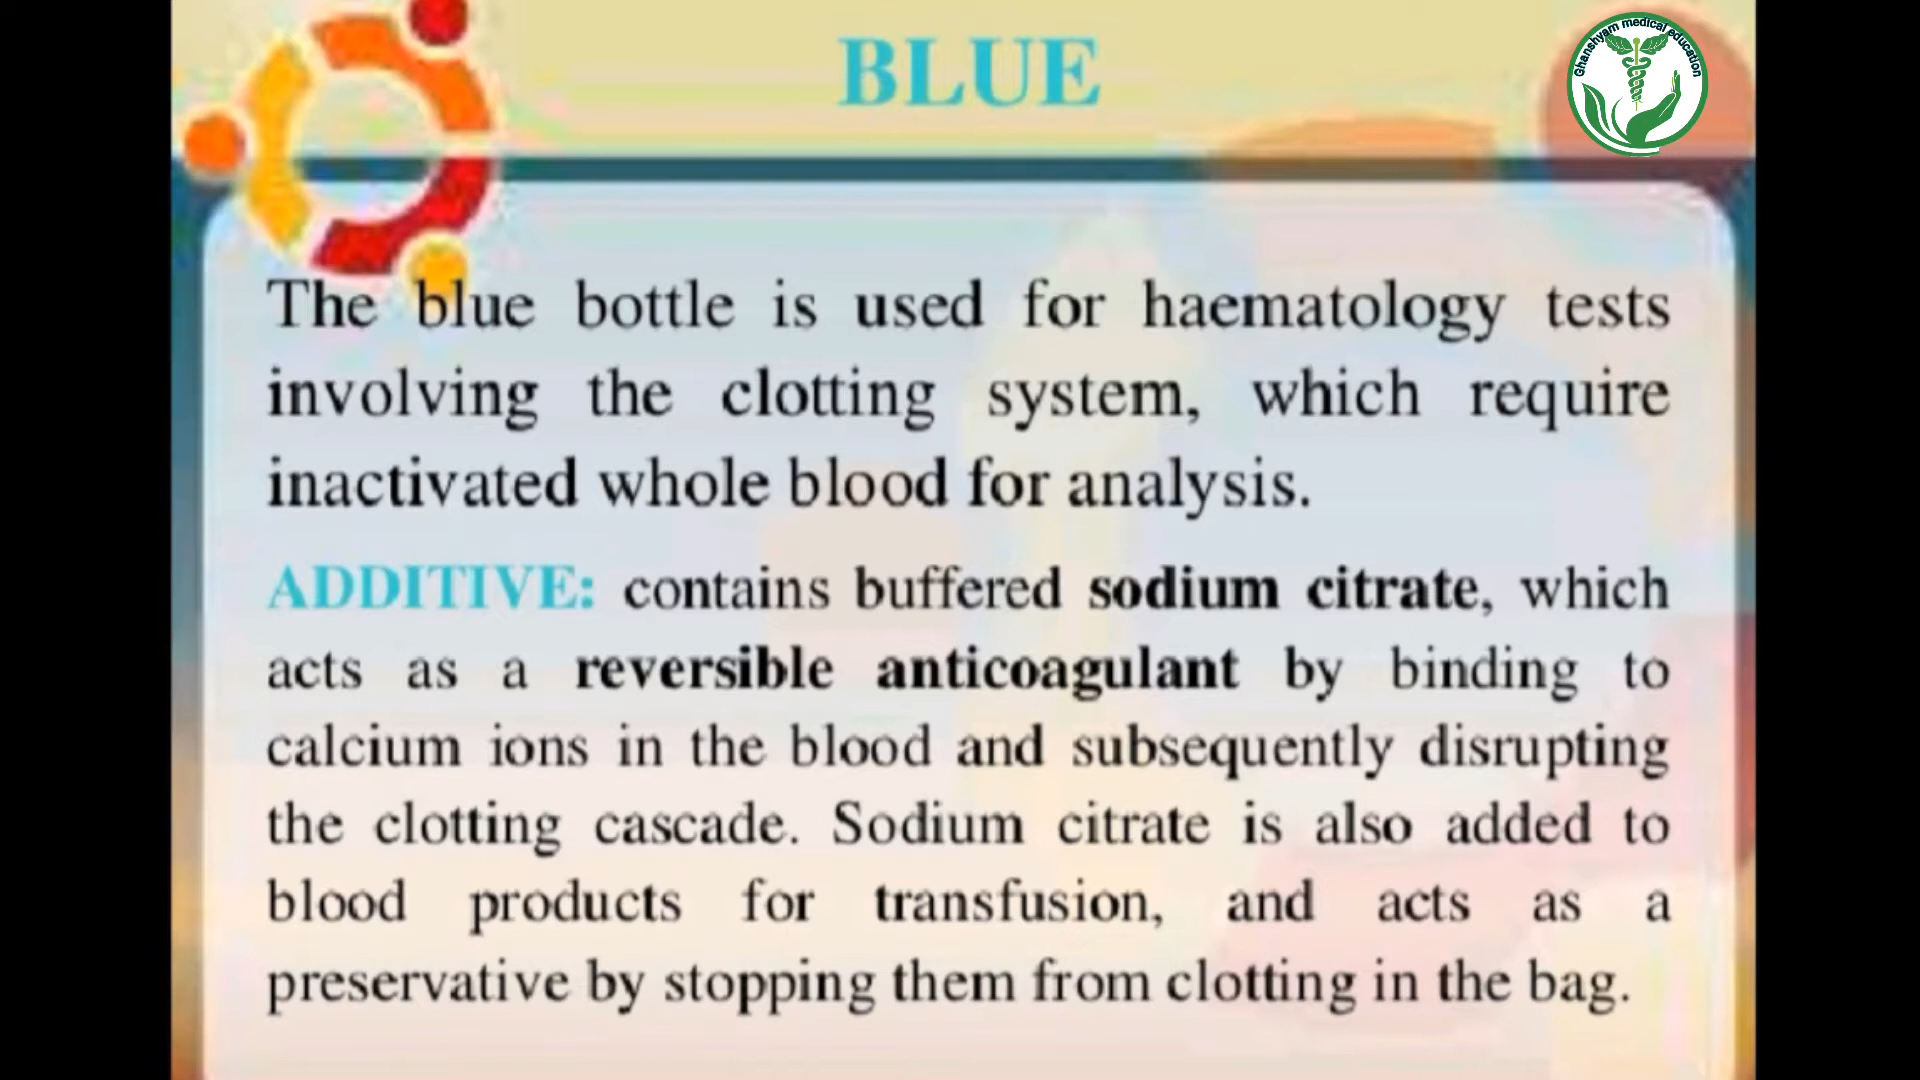 BLUE
Ghanshyam medical education
The blue bottle is used for haematology tests
involving the clotting system, which require
inactivated whole blood for analysis.
ADDITIVE: contains buffered sodium citrate, which
acts as a reversible anticoagulant by binding to
calcium ions in the blood and subsequently disrupting
the clotting cascade. Sodium citrate is also added to
blood products for transfusion, and acts as a
preservative by stopping them from clotting in the bag.